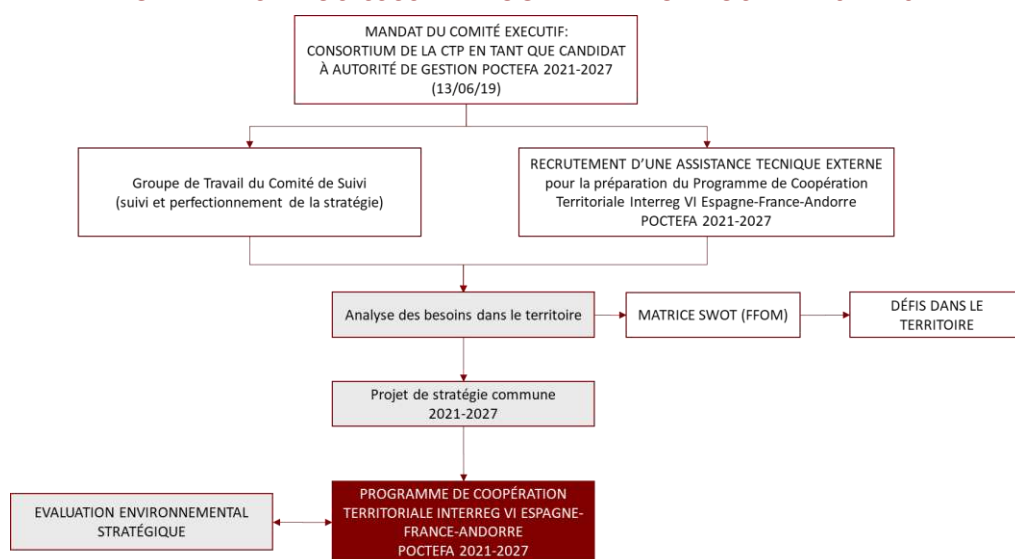 MANDAT DU COMITÉ EXECUTIF:
CONSORTIUM DE LA CTP EN TANT QUE CANDIDAT
À AUTORITÉ DE GESTION POCTEFA 2021-2027
(13/06/19)
Groupe de Travail du Comité de Suivi
(suivi et perfectionnement de la stratégie)
RECRUTEMENT D'UNE ASSISTANCE TECHNIQUE EXTERNE
pour la préparation du Programme de Coopération
Territoriale Interreg VI Espagne-France-Andorre
POCTEFA 2021-2027
Analyse des besoins dans le territoire
MATRICE SWOT (FFOM)
DÉFIS DANS LE
TERRITOIRE
Projet de stratégie commune
2021-2027
EVALUATION ENVIRONNEMENTAL
STRATÉGIQUE
PROGRAMME DE COOPÉRATION
TERRITORIALE INTERREG VI ESPAGNE-
FRANCE-ANDORRE
POCTEFA 2021-2027